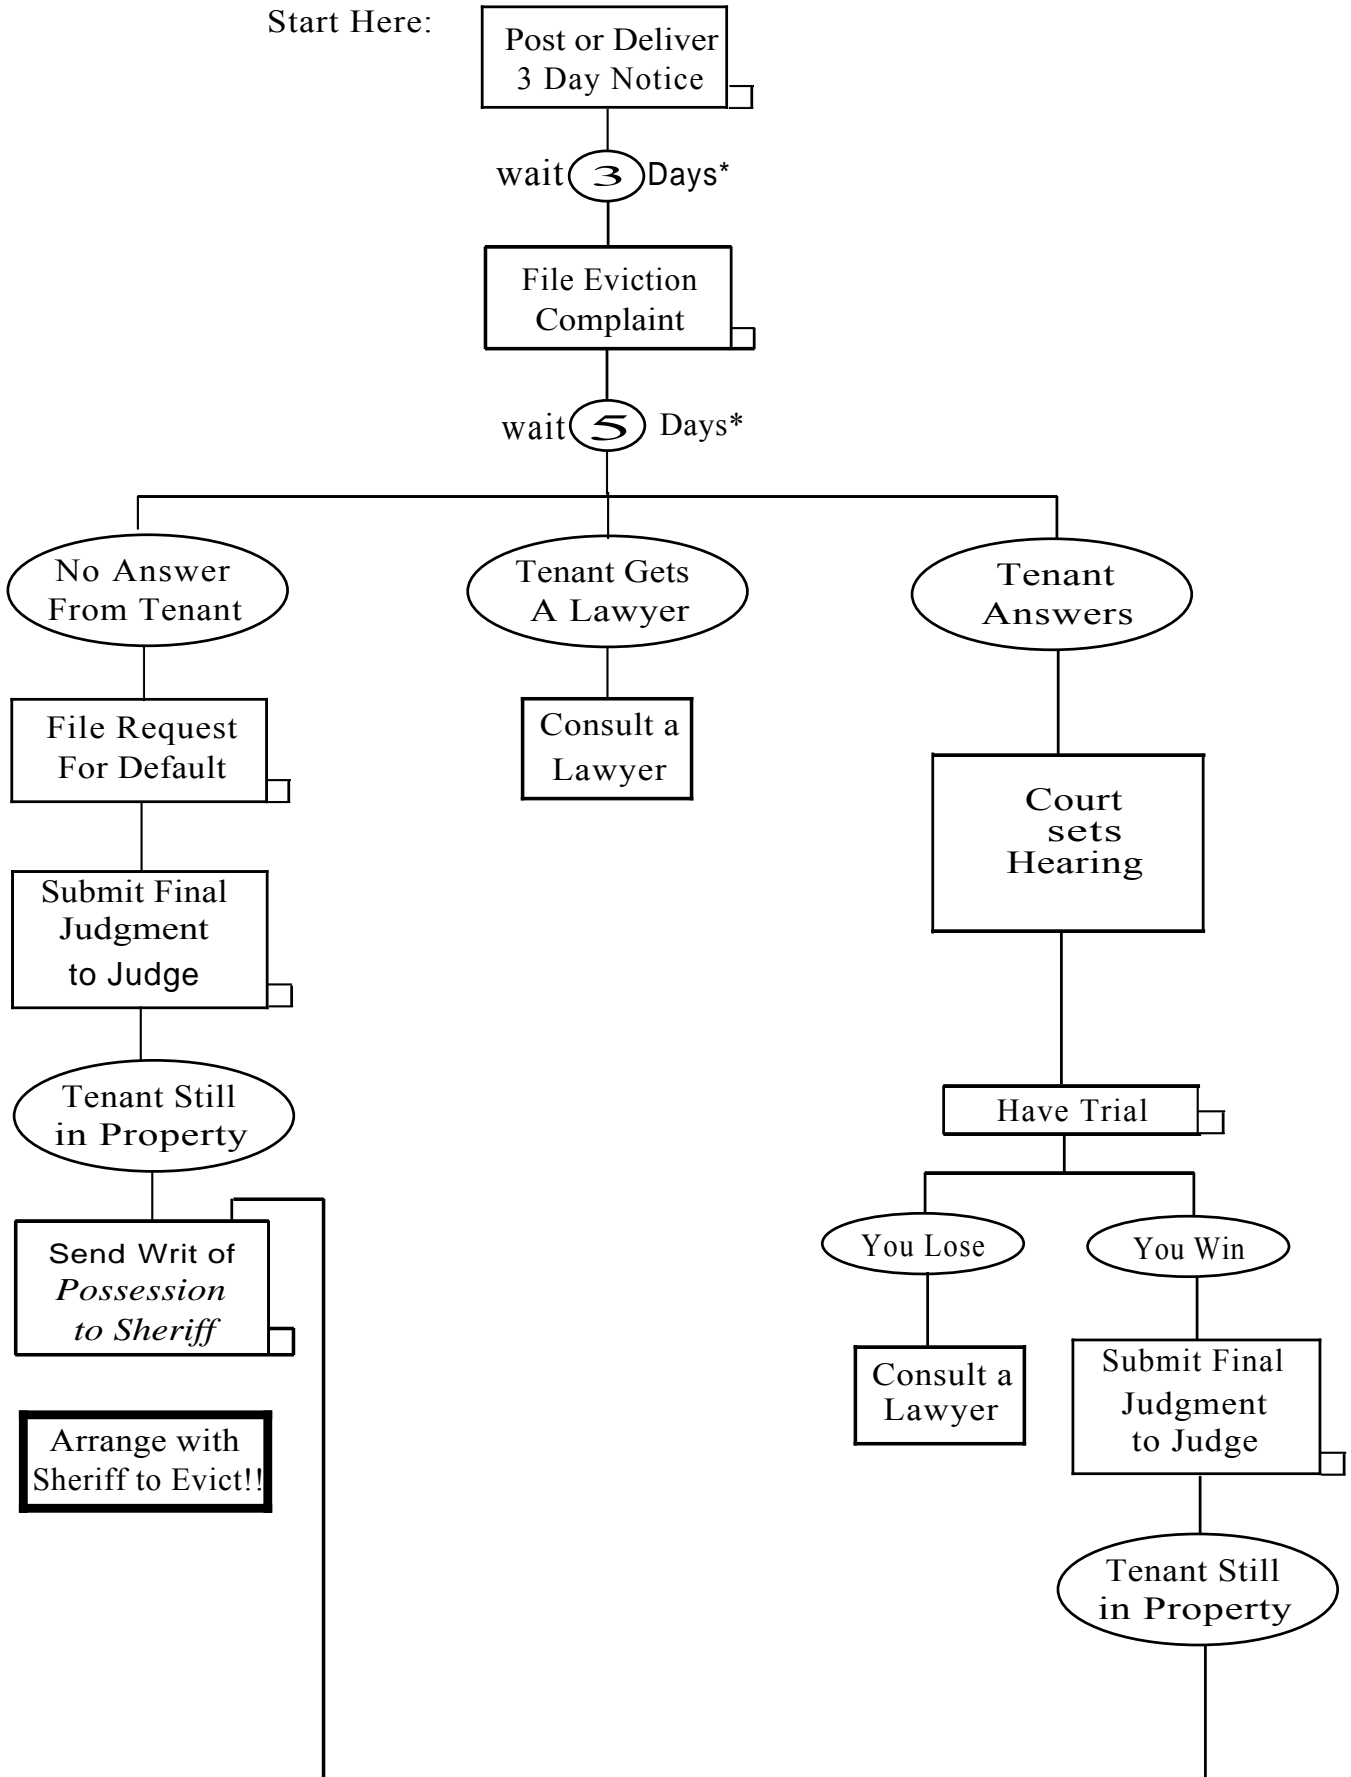 Start Here:
Post or Deliver
3 Day Notice
wait 3 Days*
File Eviction
Complaint
wait 5 Days*
No Answer
From Tenant
Tenant Gets
A Lawyer
Tenant
Answers
File Request
For Default
Consult a
Lawyer
Court
sets
Hearing
Submit Final
Judgment
to Judge
Tenant Still
in Property
Have Trial
Send Writ of
Possession
to Sheriff
You Lose
You Win
Consult a
Lawyer
Submit Final
Judgment
to Judge
Arrange with
Sheriff to Evict!!
Tenant Still
in Property